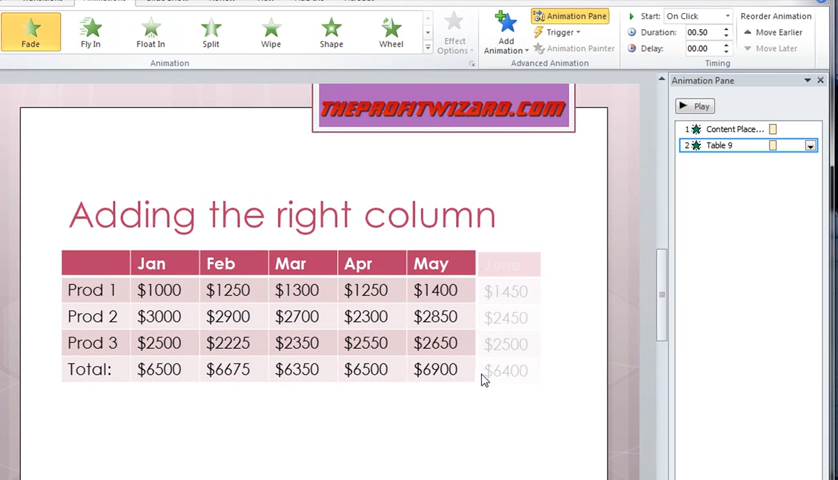 Start: On Click
Animation Pane
Reorder Animation
Fade
Fly In
Float In
Split
Wipe
Shape
Wheel
Effect
Options
Add
Animation
Trigger
Animation Painter
Duration: 00.50
Delay: 00.00
Move Earlier
Move Later
Animation
Advanced Animation
Timing
Animation Pane
Play
1 Content Place...
2 Table 9
THEPROFITWIZARD.COM
Adding the right column
Jan Feb Mar Apr May June
Prod 1 $1000 $1250 $1300 $1250 $1400 $1450
Prod 2 $3000 $2900 $2700 $2300 $2850 $2450
Prod 3 $2500 $2225 $2350 $2550 $2650 $2500
Total: $6500 $6675 $6350 $6500 $6900 $6400